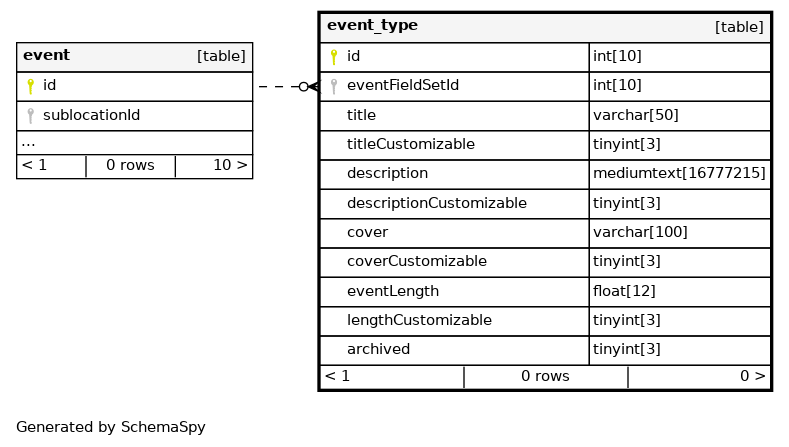 event [table]
id
sublocationId
...
< 1 0 rows 10 >
event_type [table]
id int[10]
eventFieldSetId int[10]
title varchar[50]
titleCustomizable tinyint[3]
description mediumtext[16777215]
descriptionCustomizable tinyint[3]
cover varchar[100]
coverCustomizable tinyint[3]
eventLength float[12]
lengthCustomizable tinyint[3]
archived tinyint[3]
< 1 0 rows 0 >
Generated by SchemaSpy